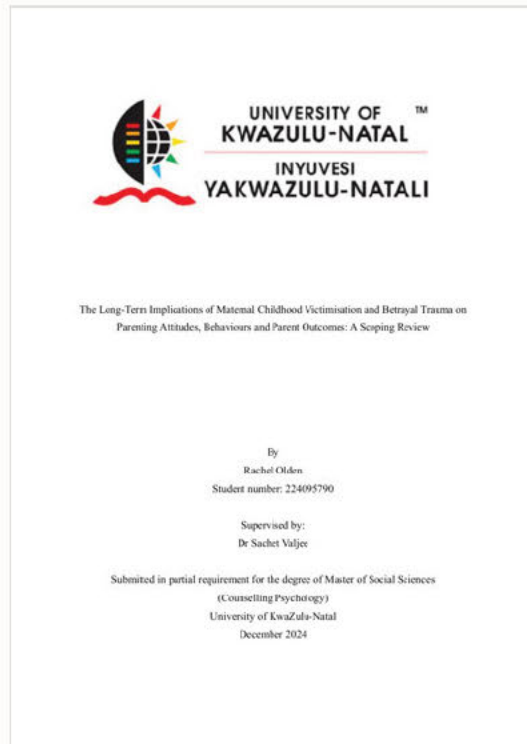 UNIVERSITY OF ™
KWAZULU-NATAL
INYUVESI
YAKWAZULU-NATALI
The Long-Term Implications of Maternal Childhood Victimisation and Betrayal Trauma on
Parenting Attitudes, Behaviours and Parent Outcomes: A Scoping Review
By
Rachel Olden
Student number: 224095790
Supervised by:
Dr Sachet Valjee
Submitted in partial requirement for the degree of Master of Social Sciences
(Counselling Psychology)
University of KwaZulu-Natal
December 2024